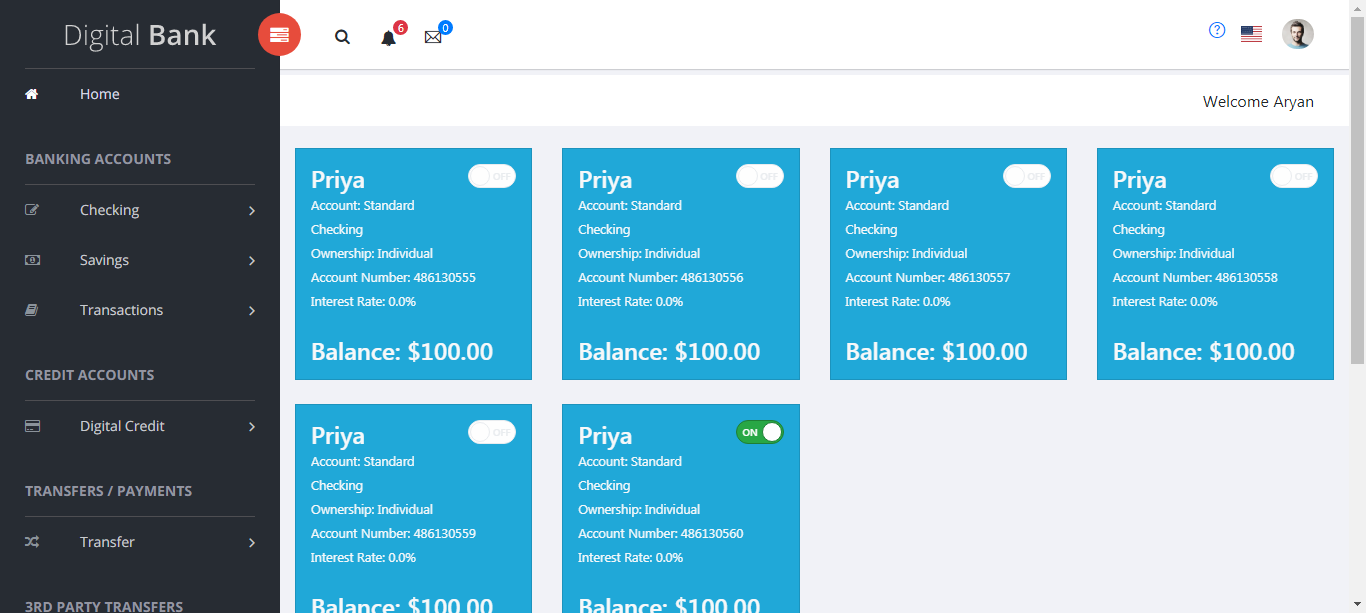 Digital Bank
6
0
?
Home
Welcome Aryan
BANKING ACCOUNTS
Checking
Savings
Transactions
CREDIT ACCOUNTS
Digital Credit
TRANSFERS / PAYMENTS
Transfer
3RD PARTY TRANSFERS
Priya
OFF
Account: Standard
Checking
Ownership: Individual
Account Number: 486130555
Interest Rate: 0.0%
Balance: $100.00
Priya
OFF
Account: Standard
Checking
Ownership: Individual
Account Number: 486130556
Interest Rate: 0.0%
Balance: $100.00
Priya
OFF
Account: Standard
Checking
Ownership: Individual
Account Number: 486130557
Interest Rate: 0.0%
Balance: $100.00
Priya
OFF
Account: Standard
Checking
Ownership: Individual
Account Number: 486130558
Interest Rate: 0.0%
Balance: $100.00
Priya
OFF
Account: Standard
Checking
Ownership: Individual
Account Number: 486130559
Interest Rate: 0.0%
Balance: $100.00
Priya
ON
Account: Standard
Checking
Ownership: Individual
Account Number: 486130560
Interest Rate: 0.0%
Balance: $100.00